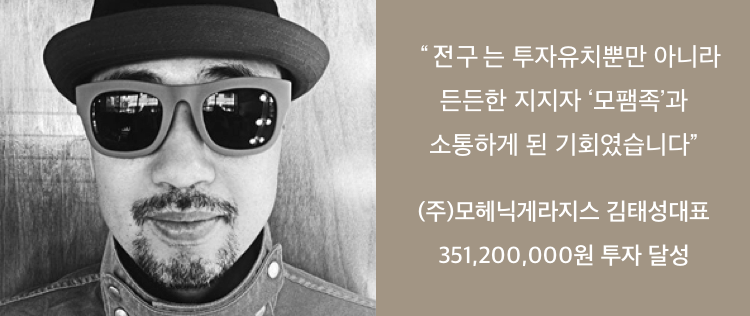 “ 전구 는 투자유치뿐만 아니라
든든한 지지자 ‘모팸족’과
소통하게 된 기회였습니다”
(주)모헤닉게라지스 김태성대표
351,200,000원 투자 달성